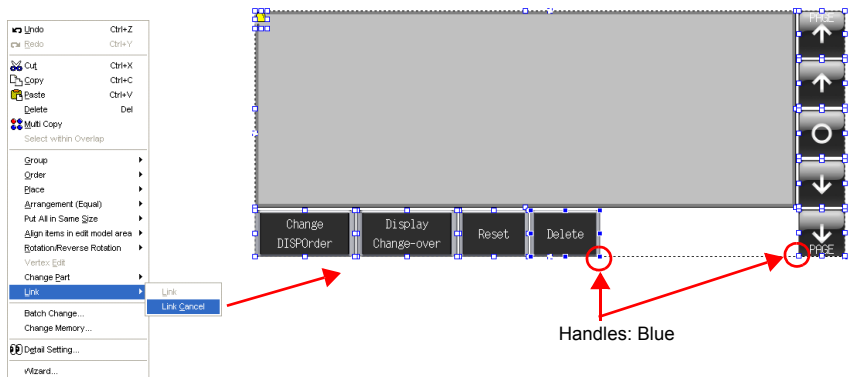 Undo Ctrl+Z
Redo Ctrl+Y
Cut Ctrl+X
Copy Ctrl+C
Paste Ctrl+V
Delete Del
Multi Copy
Select within Overlap
Group
Order
Place
Arrangement (Equal)
Put All in Same Size
Align items in edit model area
Rotation/Reverse Rotation
Vertex Edit
Change Part
Link
Link
Link Cancel
Batch Change...
Change Memory...
Detail Setting...
Wizard...
PAGE
Change
DISPOrder
Display
Change-over
Reset
Delete
PAGE
Handles: Blue